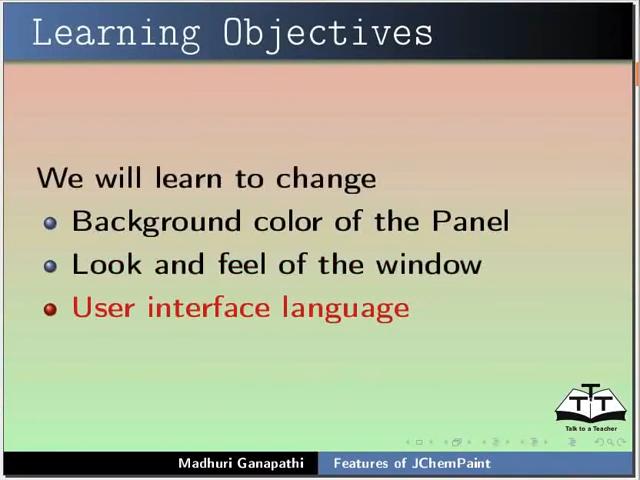 Learning Objectives
We will learn to change
Background color of the Panel
Look and feel of the window
User interface language
TTT
Talk to a Teacher
Madhuri Ganapathi Features of JChemPaint